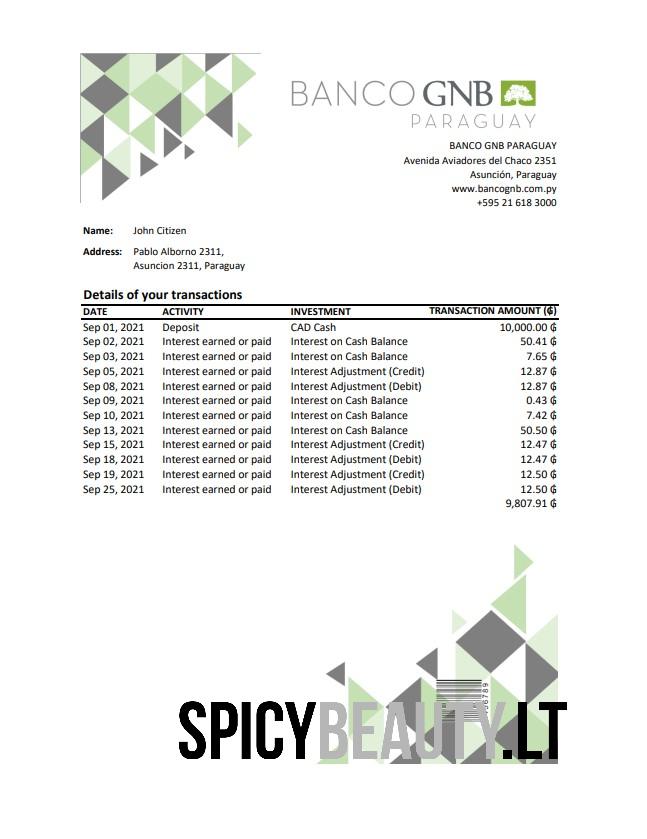 BANCO GNB
PARAGUAY
BANCO GNB PARAGUAY
Avenida Aviadores del Chaco 2351
Asunción, Paraguay
www.bancognb.com.py
+595 21 618 3000
Name: John Citizen
Address: Pablo Alborno 2311,
Asuncion 2311, Paraguay
Details of your transactions
DATE ACTIVITY INVESTMENT TRANSACTION AMOUNT (₲)
Sep 01, 2021 Deposit CAD Cash 10,000.00 ₲
Sep 02, 2021 Interest earned or paid Interest on Cash Balance 50.41 ₲
Sep 03, 2021 Interest earned or paid Interest on Cash Balance 7.65 ₲
Sep 05, 2021 Interest earned or paid Interest Adjustment (Credit) 12.87 ₲
Sep 08, 2021 Interest earned or paid Interest Adjustment (Debit) 12.87 ₲
Sep 09, 2021 Interest earned or paid Interest on Cash Balance 0.43 ₲
Sep 10, 2021 Interest earned or paid Interest on Cash Balance 7.42 ₲
Sep 13, 2021 Interest earned or paid Interest on Cash Balance 50.50 ₲
Sep 15, 2021 Interest earned or paid Interest Adjustment (Credit) 12.47 ₲
Sep 18, 2021 Interest earned or paid Interest Adjustment (Debit) 12.47 ₲
Sep 19, 2021 Interest earned or paid Interest Adjustment (Credit) 12.50 ₲
Sep 25, 2021 Interest earned or paid Interest Adjustment (Debit) 12.50 ₲
9,807.91 ₲
SPICYBEAUTY.LT